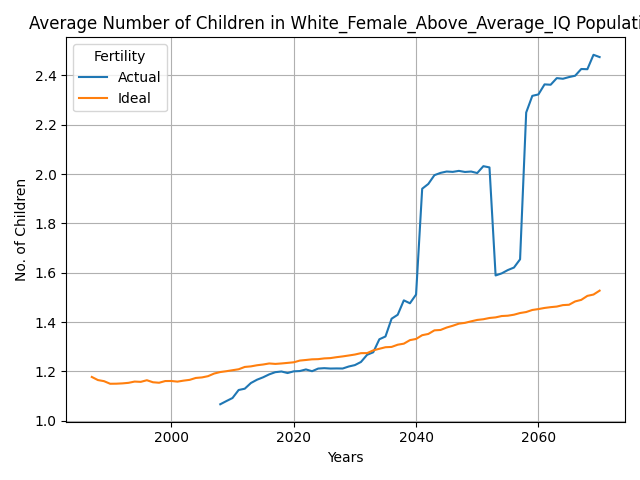 Average Number of Children in White_Female_Above_Average_IQ Populati
Fertility
Actual
Ideal
No. of Children
2.4
2.2
2.0
1.8
1.6
1.4
1.2
1.0
2000
2020
2040
2060
Years